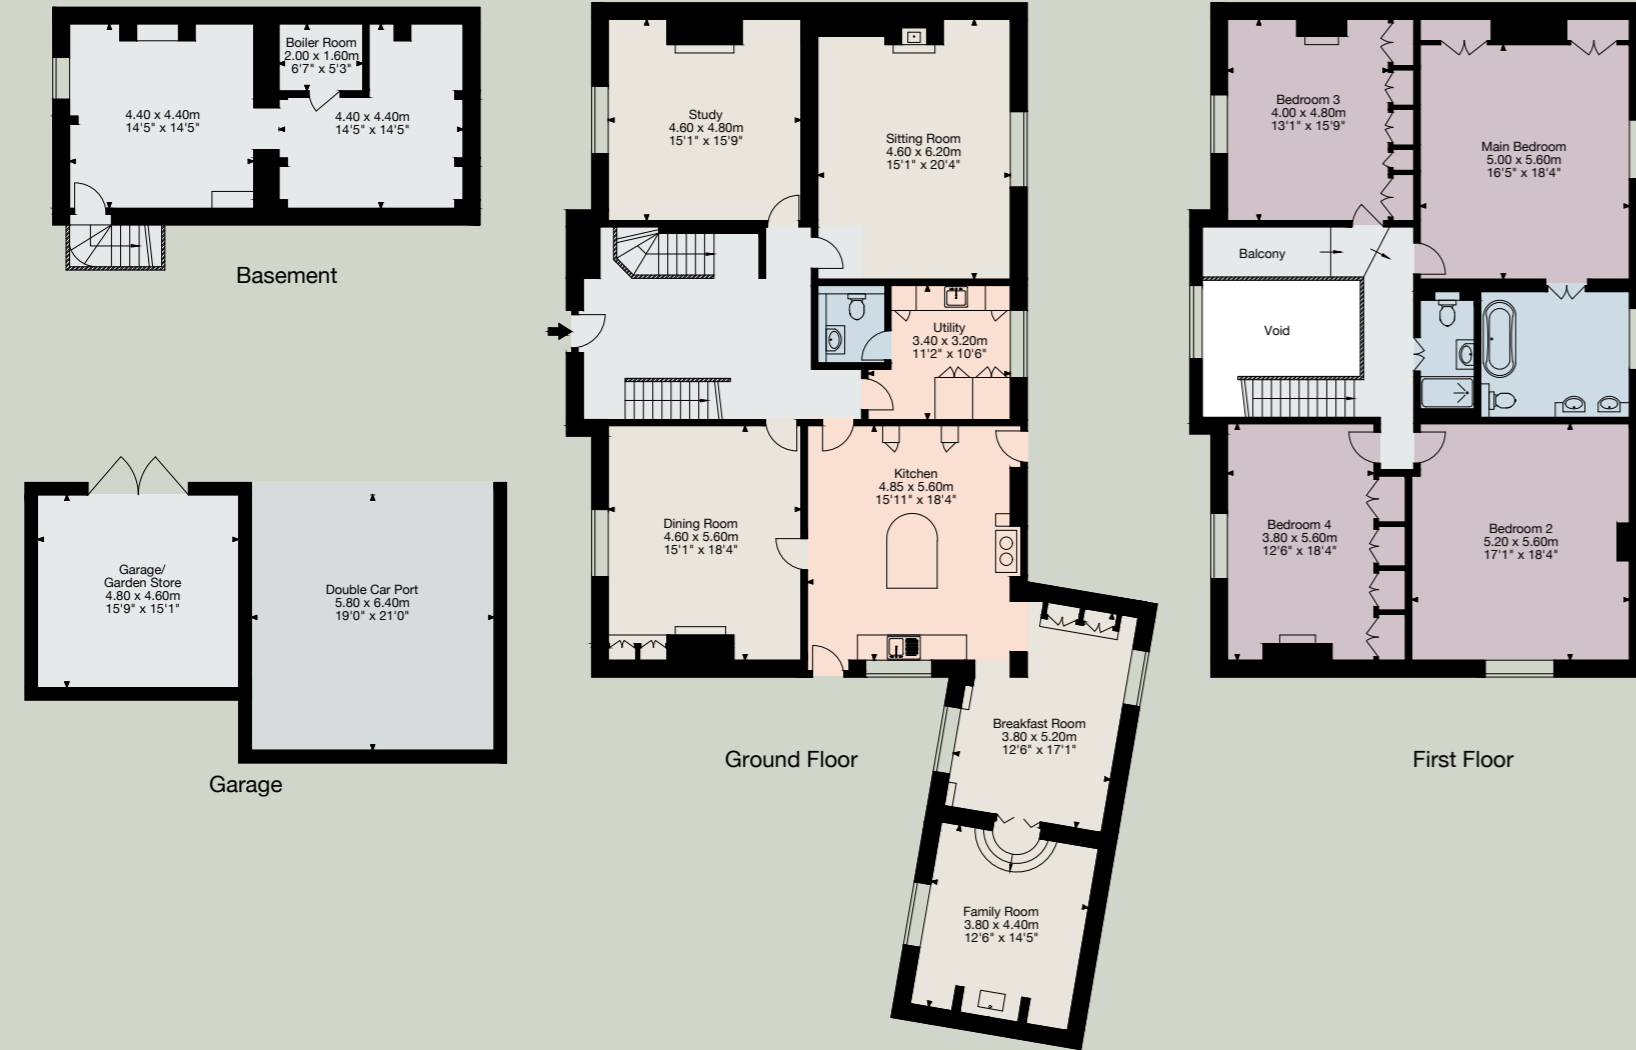 Boiler Room
2.00 x 1.60m
6'7" x 5'3"
4.40 x 4.40m
14'5" x 14'5"
4.40 x 4.40m
14'5" x 14'5"
Basement
Garage/
Garden Store
4.80 x 4.60m
15'9" x 15'1"
Double Car Port
5.80 x 6.40m
19'0" x 21'0"
Garage
Study
4.60 x 4.80m
15'1" x 15'9"
Sitting Room
4.60 x 6.20m
15'1" x 20'4"
Utility
3.40 x 3.20m
11'2" x 10'6"
Kitchen
4.85 x 5.60m
15'11" x 18'4"
Dining Room
4.60 x 5.60m
15'1" x 18'4"
Breakfast Room
3.80 x 5.20m
12'6" x 17'1"
Ground Floor
Family Room
3.80 x 4.40m
12'6" x 14'5"
Bedroom 3
4.00 x 4.80m
13'1" x 15'9"
Main Bedroom
5.00 x 5.60m
16'5" x 18'4"
Balcony
Void
Bedroom 4
3.80 x 5.60m
12'6" x 18'4"
Bedroom 2
5.20 x 5.60m
17'1" x 18'4"
First Floor